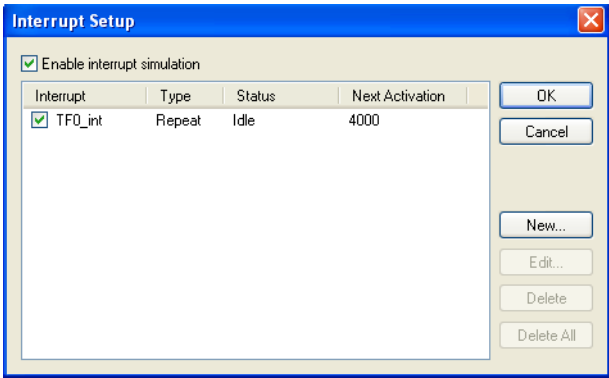 Interrupt Setup
Enable interrupt simulation
Interrupt Type Status Next Activation
TF0_int Repeat Idle 4000
OK
Cancel
New...
Edit...
Delete
Delete All